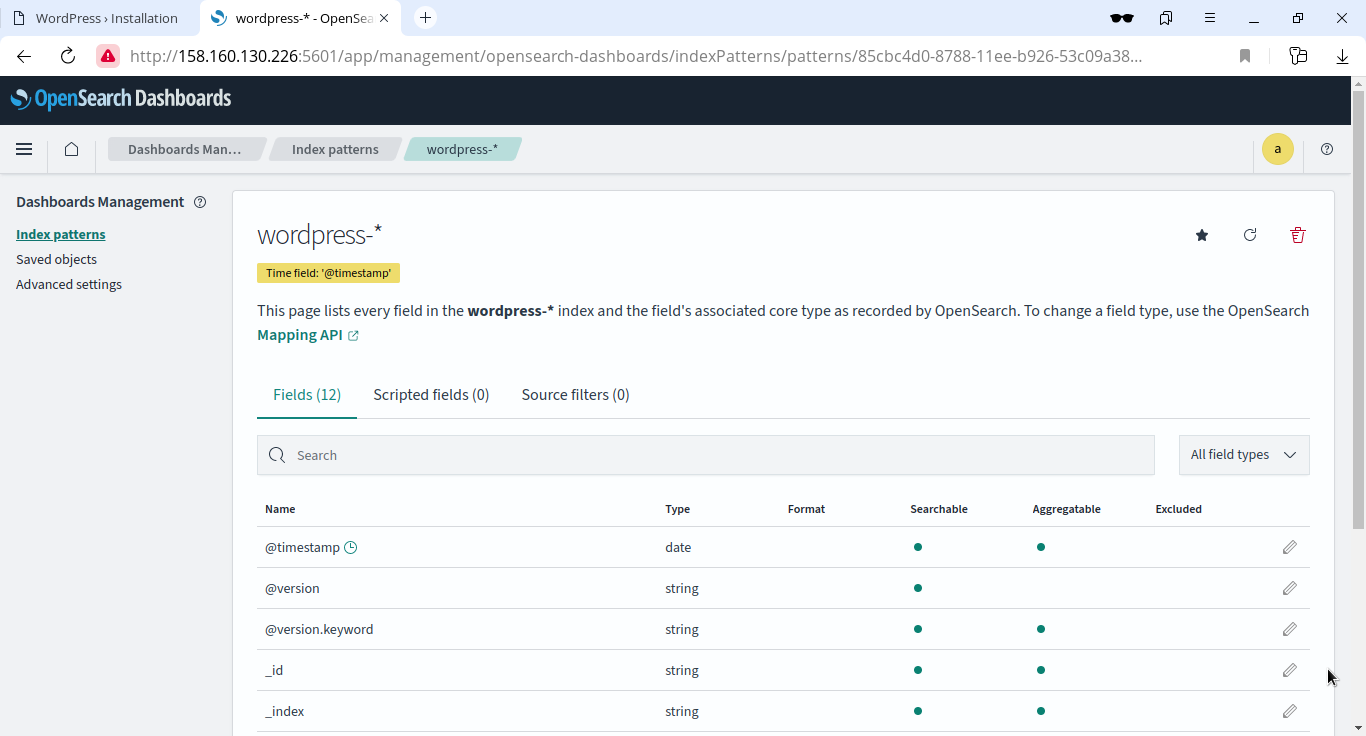 WordPress › Installation
wordpress-* - OpenSea
http://158.160.130.226:5601/app/management/opensearch-dashboards/indexPatterns/patterns/85cbc4d0-8788-11ee-b926-53c09a38...
OpenSearch Dashboards
Dashboards Man... Index patterns wordpress-* a
Dashboards Management
Index patterns
Saved objects
Advanced settings
wordpress-*
Time field: '@timestamp'
This page lists every field in the wordpress-* index and the field's associated core type as recorded by OpenSearch. To change a field type, use the OpenSearch
Mapping API
Fields (12) Scripted fields (0) Source filters (0)
Search All field types
Name Type Format Searchable Aggregatable Excluded
@timestamp date
@version string
@version.keyword string
_id string
_index string